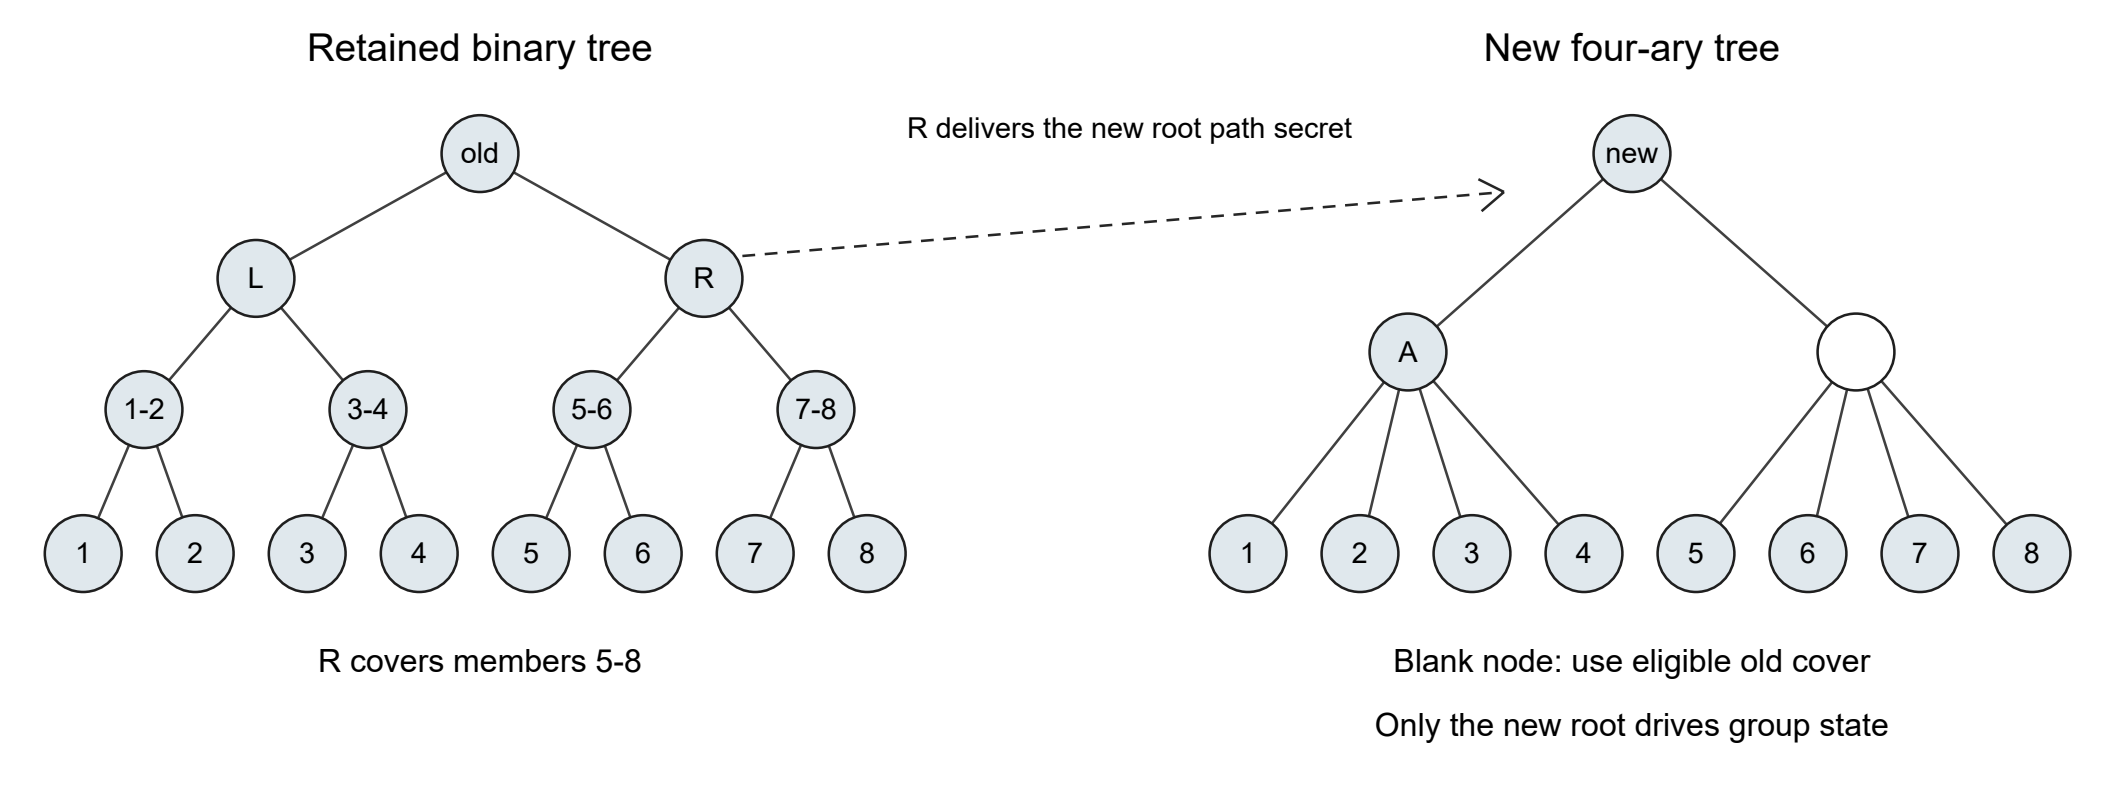 Retained binary tree
New four-ary tree
R delivers the new root path secret
old
new
L
R
A
1-2
3-4
5-6
7-8
1
2
3
4
5
6
7
8
1
2
3
4
5
6
7
8
R covers members 5-8
Blank node: use eligible old cover
Only the new root drives group state